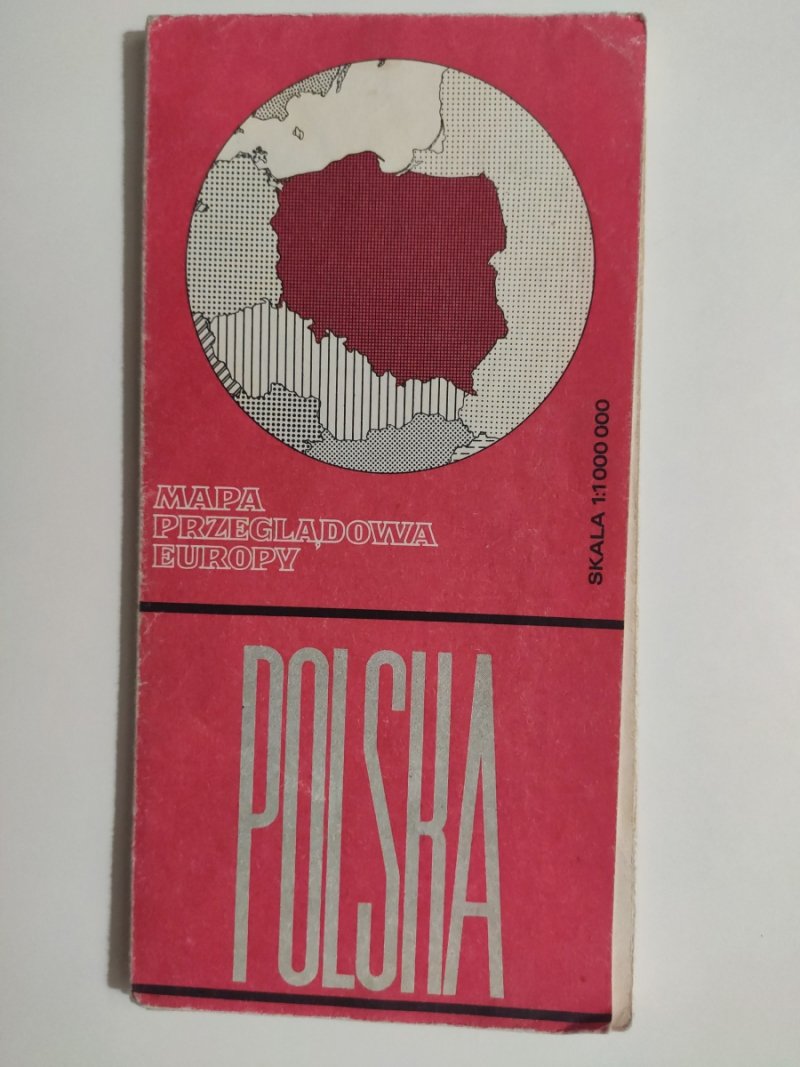 MAPA
PRZEGLĄDOWA
EUROPY
SKALA 1:1 000 000
POLSKA